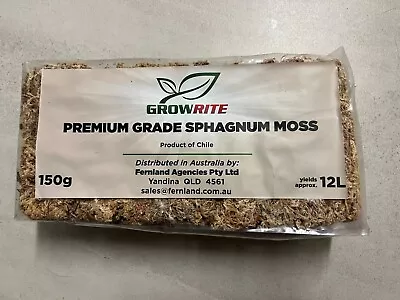 GROWRITE
PREMIUM GRADE SPHAGNUM MOSS
Product of Chile
Distributed in Australia by:
Fernland Agencies Pty Ltd
Yandina QLD 4561
sales@fernland.com.au
150g
yields
approx. 12L